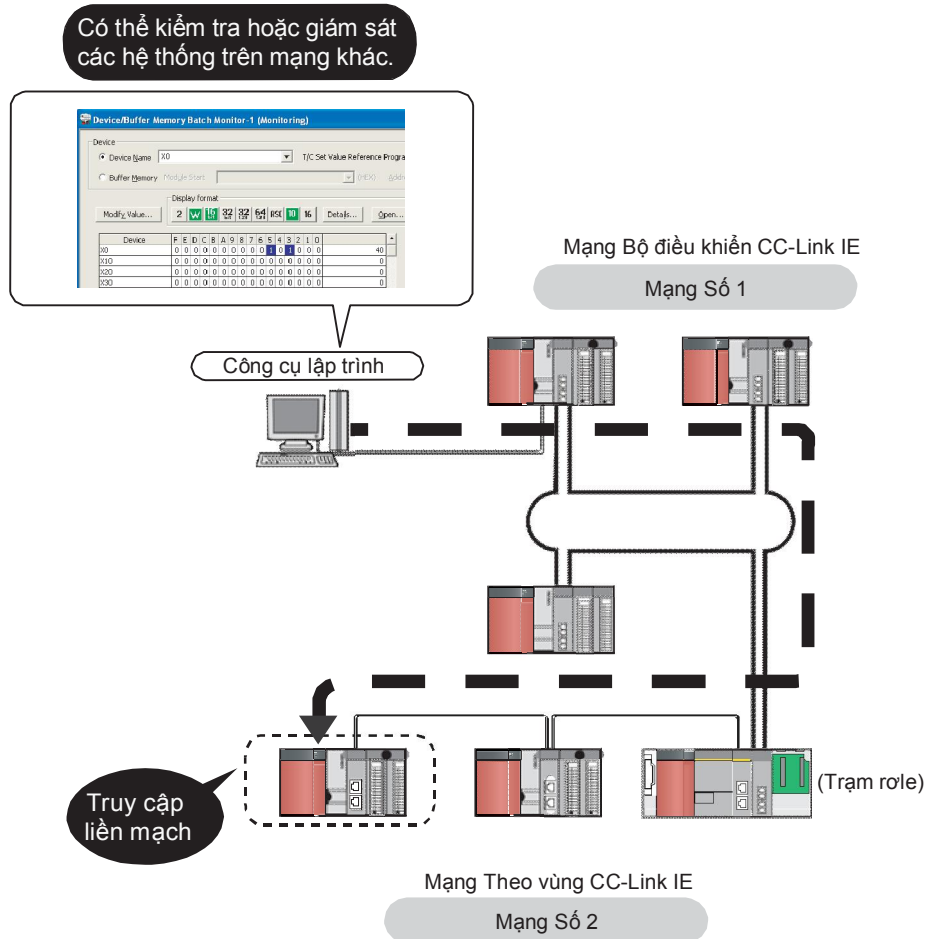 Có thể kiểm tra hoặc giám sát
các hệ thống trên mạng khác.
Device/Buffer Memory Batch Monitor-1 (Monitoring)
Device
Device Name X0 T/C Set Value Reference Progra
Buffer Memory Module Start (HEX) Addre
Display format
Modify Value... 2 W 32 32 64 10 16 Details... Open...
Device F E D C B A 9 8 7 6 5 4 3 2 1 0
X0 0 0 0 0 0 0 0 0 0 0 1 0 1 0 0 0 40
X10 0 0 0 0 0 0 0 0 0 0 0 0 0 0 0 0 0
X20 0 0 0 0 0 0 0 0 0 0 0 0 0 0 0 0 0
X30 0 0 0 0 0 0 0 0 0 0 0 0 0 0 0 0 0
Mạng Bộ điều khiển CC-Link IE
Mạng Số 1
Công cụ lập trình
(Trạm rơle)
Truy cập
liền mạch
Mạng Theo vùng CC-Link IE
Mạng Số 2